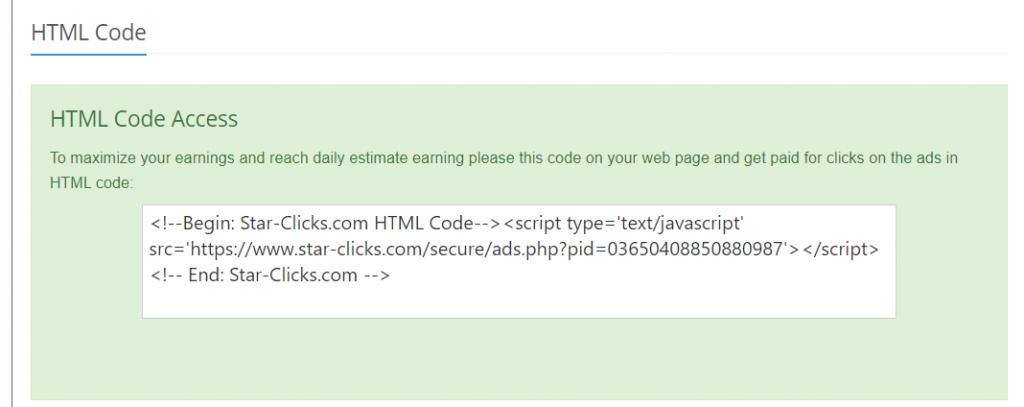 HTML Code
HTML Code Access
To maximize your earnings and reach daily estimate earning please this code on your web page and get paid for clicks on the ads in
HTML code:
<!--Begin: Star-Clicks.com HTML Code--><script type='text/javascript'
src='https://www.star-clicks.com/secure/ads.php?pid=03650408850880987'></script>
<!-- End: Star-Clicks.com -->